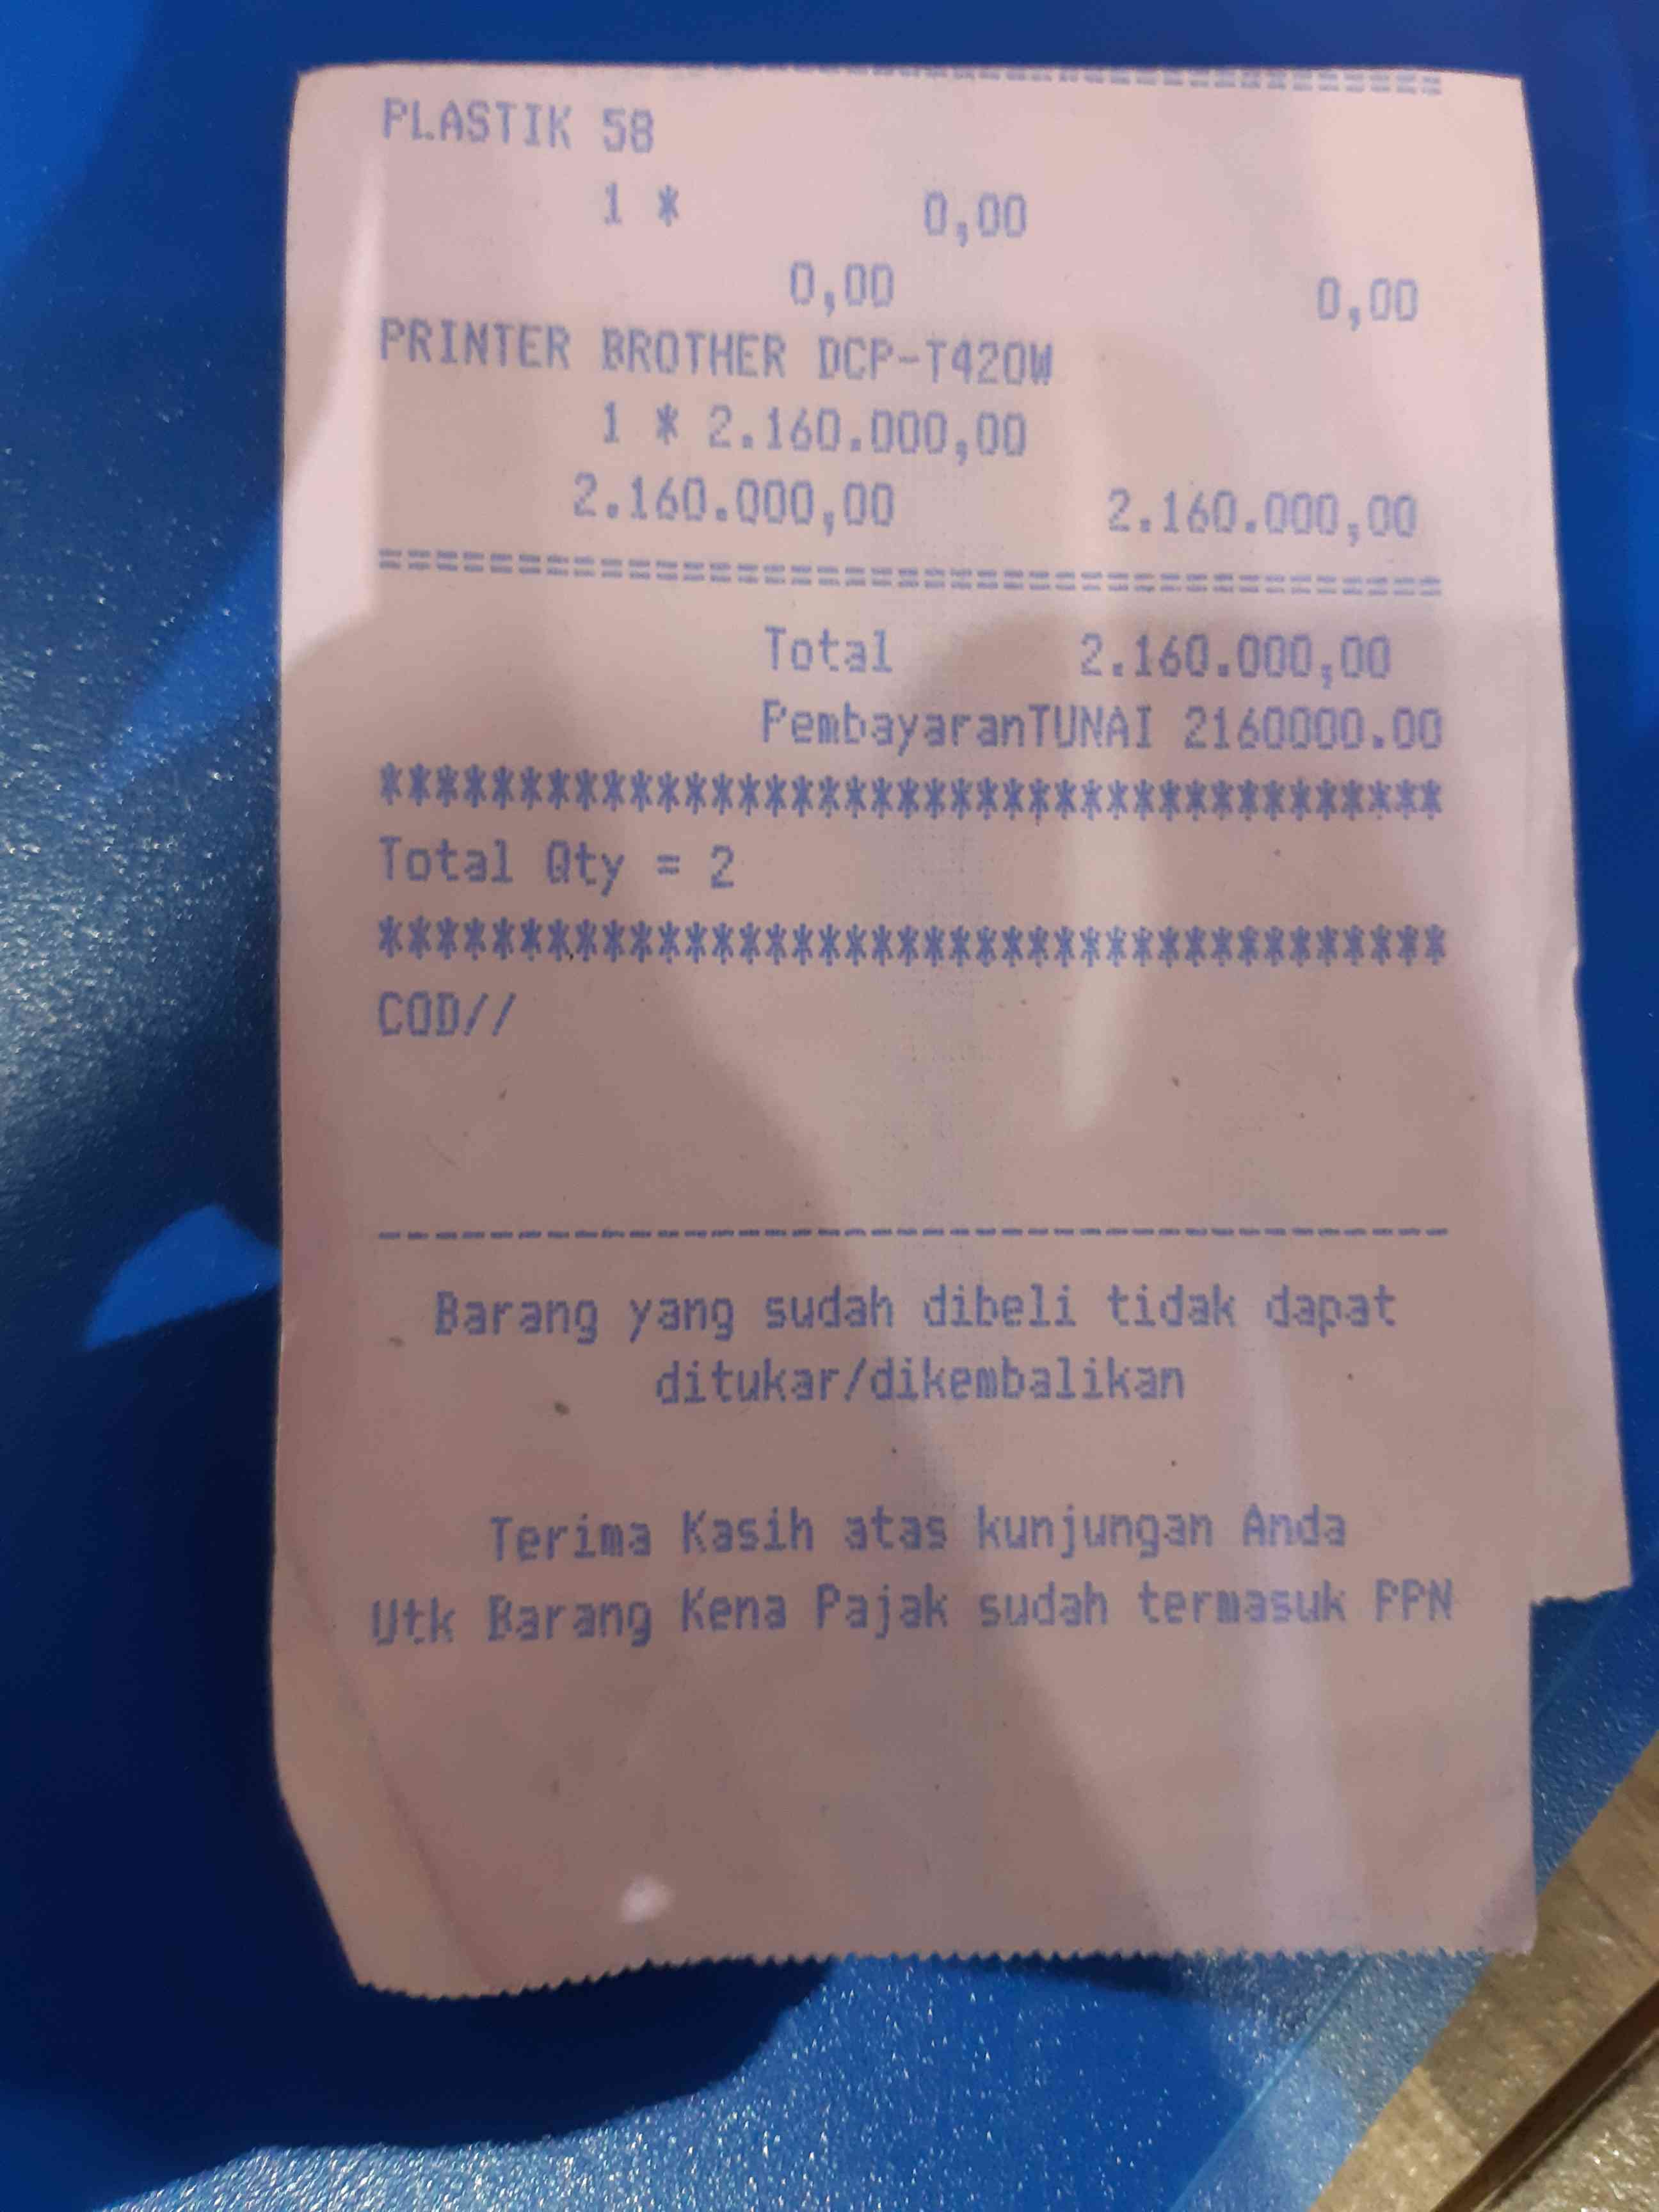 ========================================
PLASTIK 58
1 * 0,00
0,00 0,00
PRINTER BROTHER DCP-T420W
1 * 2.160.000,00
2.160.000,00 2.160.000,00
========================================
Total 2.160.000,00
PembayaranTUNAI 2160000.00
****************************************
Total Qty = 2
****************************************
COD//
----------------------------------------
Barang yang sudah dibeli tidak dapat
ditukar/dikembalikan
Terima Kasih atas kunjungan Anda
Utk Barang Kena Pajak sudah termasuk PPN